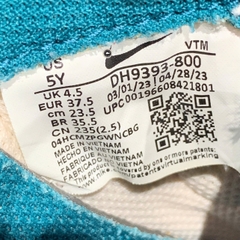 US
5Y
VTM
UK 4.5
EUR 37.5
cm 23.5
BR 35.5
CN 235(2.5)
04HCMZPGWNCBG
DH9393-800
03/01/23 04/28/23
UPC 00196608421801
MADE IN VIETNAM
HECHO EN VIETNAM
FABRIQUÉ AU VIETNAM